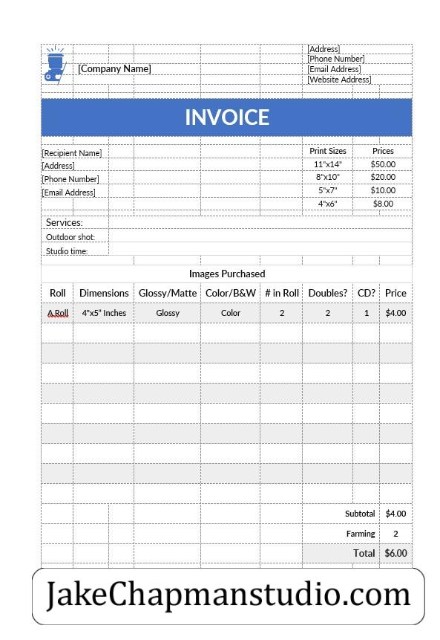 [Address]
[Phone Number]
[Company Name] [Email Address]
[Website Address]
INVOICE
Print Sizes Prices
[Recipient Name]
11"x14" $50.00
[Address]
8"x10" $20.00
[Phone Number]
5"x7" $10.00
[Email Address]
4"x6" $8.00
Services:
Outdoor shot:
Studio time:
Images Purchased
Roll Dimensions Glossy/Matte Color/B&W # in Roll Doubles? CD? Price
A Roll 4"x5" Inches Glossy Color 2 2 1 $4.00
Subtotal $4.00
Farming 2
Total $6.00
JakeChapmanstudio.com